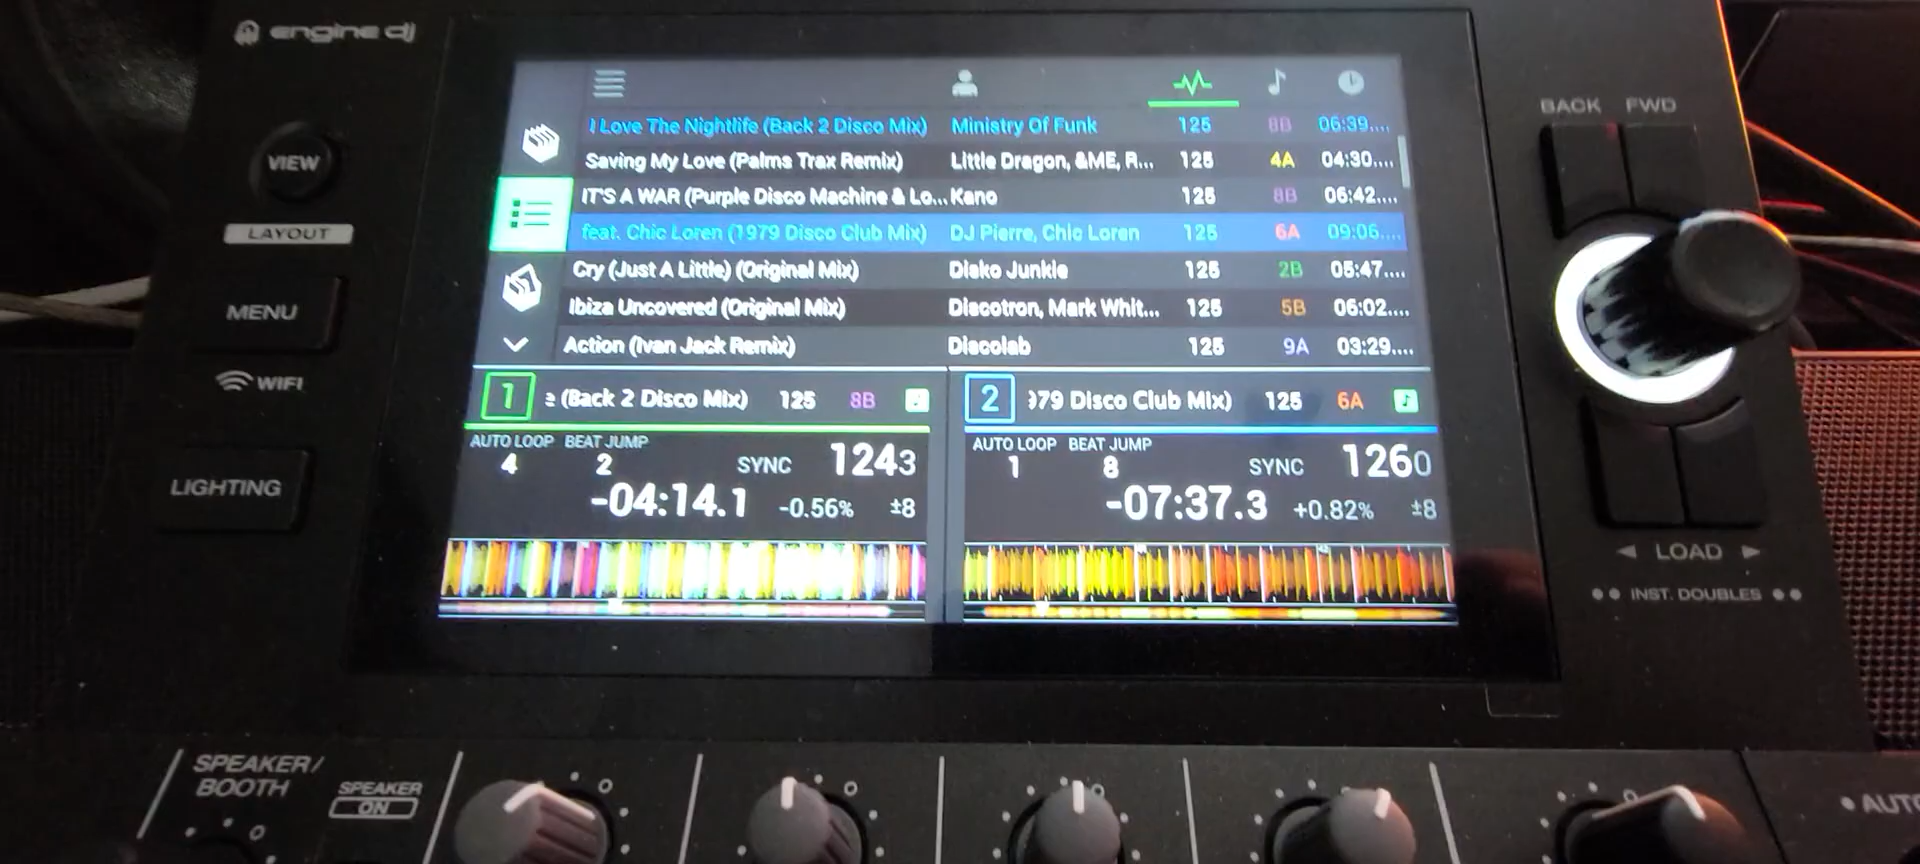 engine dj
BACK FWD
VIEW
LAYOUT
MENU
WIFI
LIGHTING
I Love The Nightlife (Back 2 Disco Mix) Ministry Of Funk 125 8B 06:39....
Saving My Love (Palms Trax Remix) Little Dragon, &ME, R... 125 4A 04:30....
IT'S A WAR (Purple Disco Machine & Lo... Kano 125 8B 06:42....
feat. Chic Loren (1979 Disco Club Mix) DJ Pierre, Chic Loren 125 6A 09:06....
Cry (Just A Little) (Original Mix) Disko Junkie 125 2B 05:47....
Ibiza Uncovered (Original Mix) Discotron, Mark Whit... 125 5B 06:02....
Action (Ivan Jack Remix) Discolab 125 9A 03:29....
1 (Back 2 Disco Mix) 125 8B
AUTO LOOP BEAT JUMP
4 2 SYNC 1243
-04:14.1 -0.56% ±8
2 979 Disco Club Mix) 125 6A
AUTO LOOP BEAT JUMP
1 8 SYNC 1260
-07:37.3 +0.82% ±8
LOAD
INST. DOUBLES
SPEAKER/
BOOTH
SPEAKER
ON